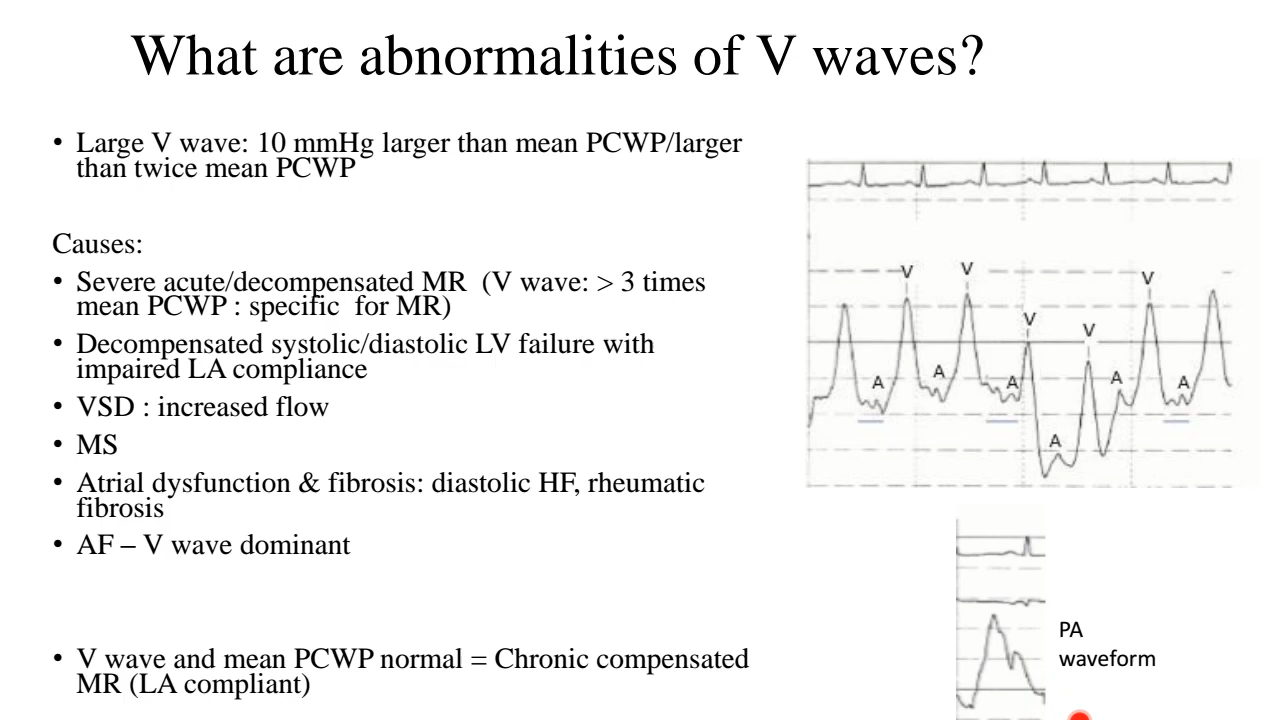 What are abnormalities of V waves?
• Large V wave: 10 mmHg larger than mean PCWP/larger
than twice mean PCWP
Causes:
• Severe acute/decompensated MR  (V wave: > 3 times
mean PCWP : specific  for MR)
• Decompensated systolic/diastolic LV failure with
impaired LA compliance
• VSD : increased flow
• MS
• Atrial dysfunction & fibrosis: diastolic HF, rheumatic
fibrosis
• AF – V wave dominant
• V wave and mean PCWP normal = Chronic compensated
MR (LA compliant)
V V V V V
A A A A A A
PA
waveform